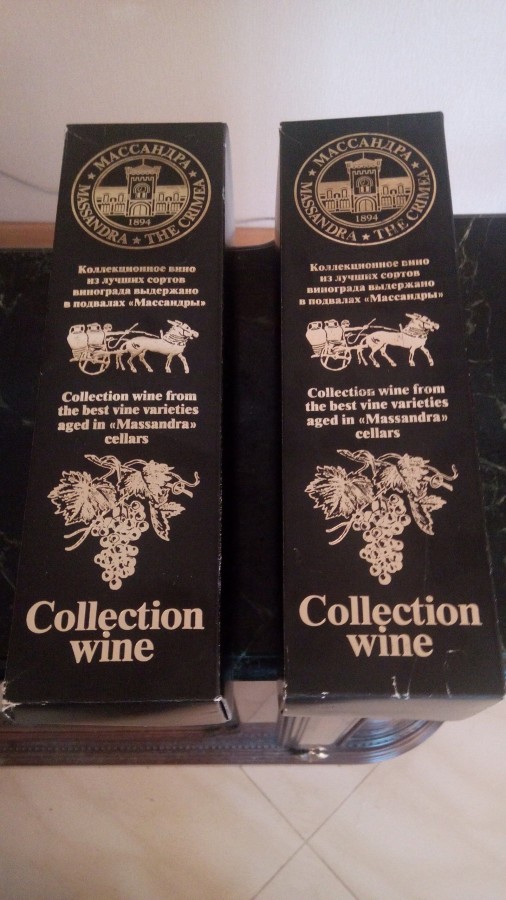 МАССАНДРА
1894
MASSANDRA ★ THE CRIMEA
Коллекционное вино
из лучших сортов
винограда выдержано
в подвалах «Массандры»
Collection wine from
the best vine varieties
aged in «Massandra»
cellars
Collection
wine
МАССАНДРА
1894
MASSANDRA ★ THE CRIMEA
Коллекционное вино
из лучших сортов
винограда выдержано
в подвалах «Массандры»
Collection wine from
the best vine varieties
aged in «Massandra»
cellars
Collection
wine